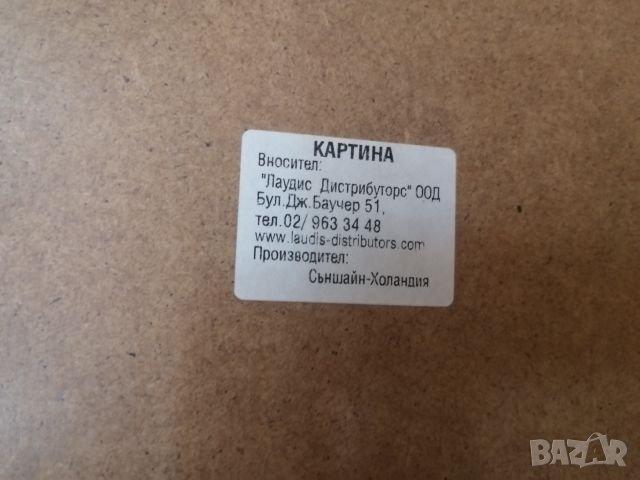 КАРТИНА
Вносител:
"Лаудис Дистрибуторс" ООД
Бул.Дж.Баучер 51,
тел.02/ 963 34 48
www.laudis-distributors.com
Производител:
Сьншайн-Холандия
BAZAR